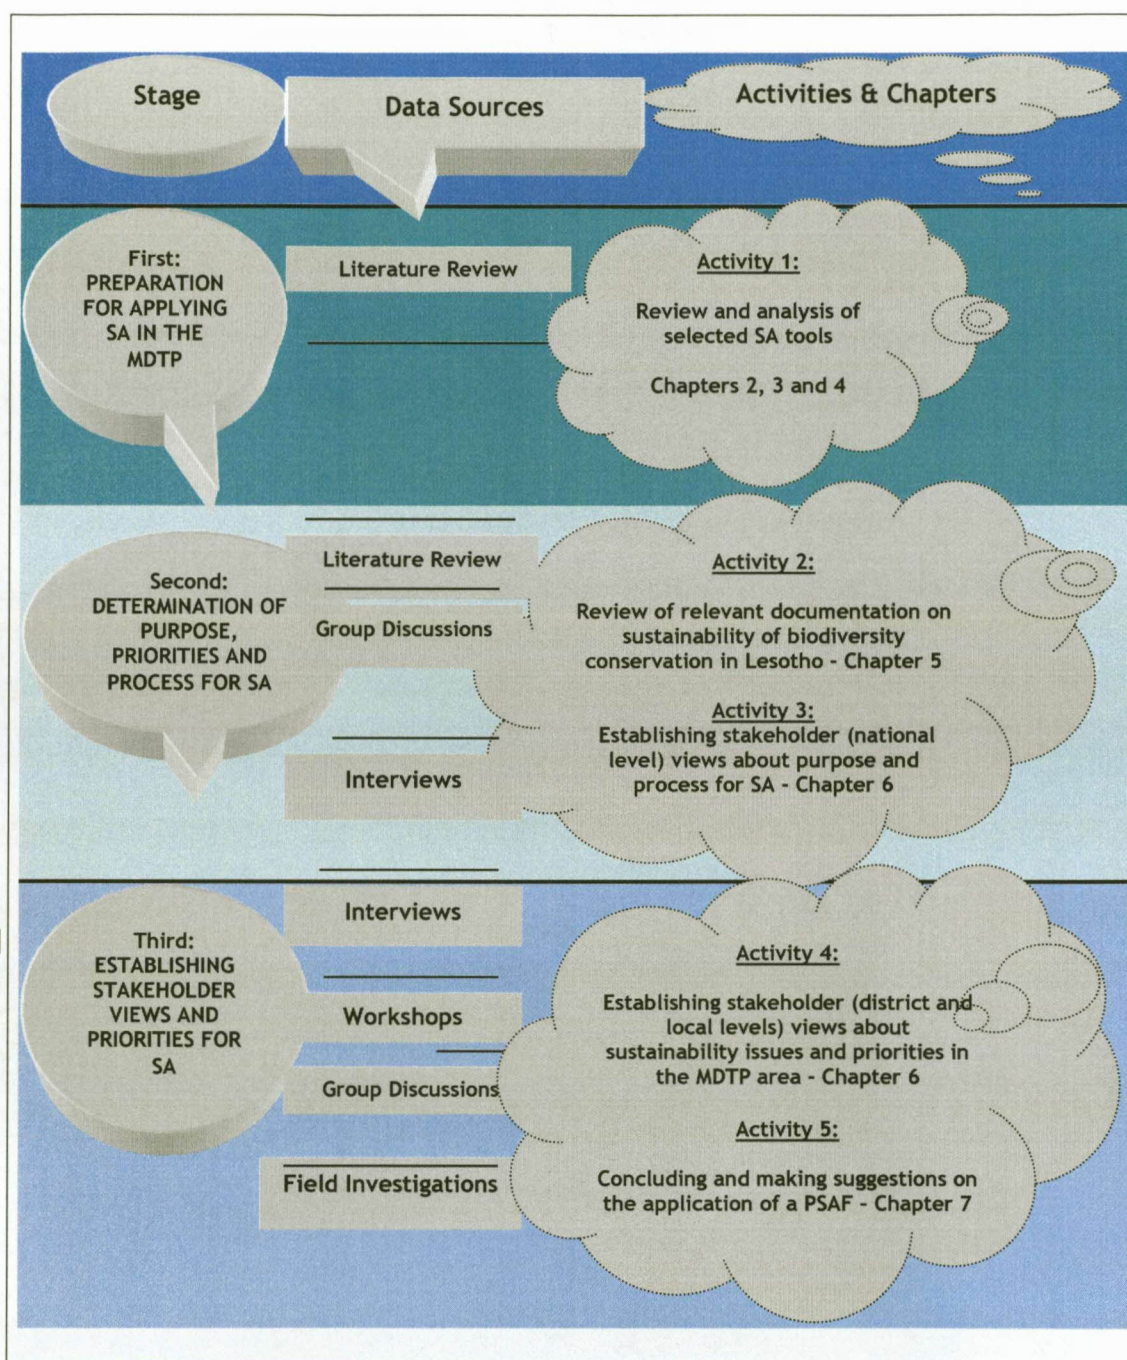 Stage
Data Sources
Activities & Chapters
First:
PREPARATION
FOR APPLYING
SA IN THE
MDTP
Literature Review
Activity 1:
Review and analysis of
selected SA tools
Chapters 2, 3 and 4
Second:
DETERMINATION OF
PURPOSE,
PRIORITIES AND
PROCESS FOR SA
Literature Review
Group Discussions
Interviews
Activity 2:
Review of relevant documentation on
sustainability of biodiversity
conservation in Lesotho - Chapter 5
Activity 3:
Establishing stakeholder (national
level) views about purpose and
process for SA - Chapter 6
Third:
ESTABLISHING
STAKEHOLDER
VIEWS AND
PRIORITIES FOR
SA
Interviews
Workshops
Group Discussions
Field Investigations
Activity 4:
Establishing stakeholder (district and
local levels) views about
sustainability issues and priorities in
the MDTP area - Chapter 6
Activity 5:
Concluding and making suggestions on
the application of a PSAF – Chapter 7